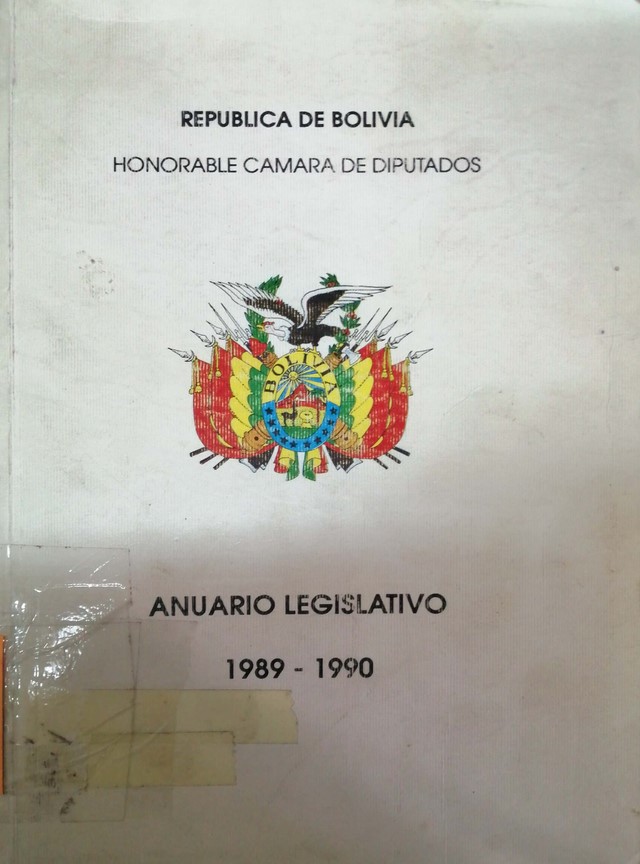 REPUBLICA DE BOLIVIA
HONORABLE CAMARA DE DIPUTADOS
BOLIVIA
ANUARIO LEGISLATIVO
1989 - 1990